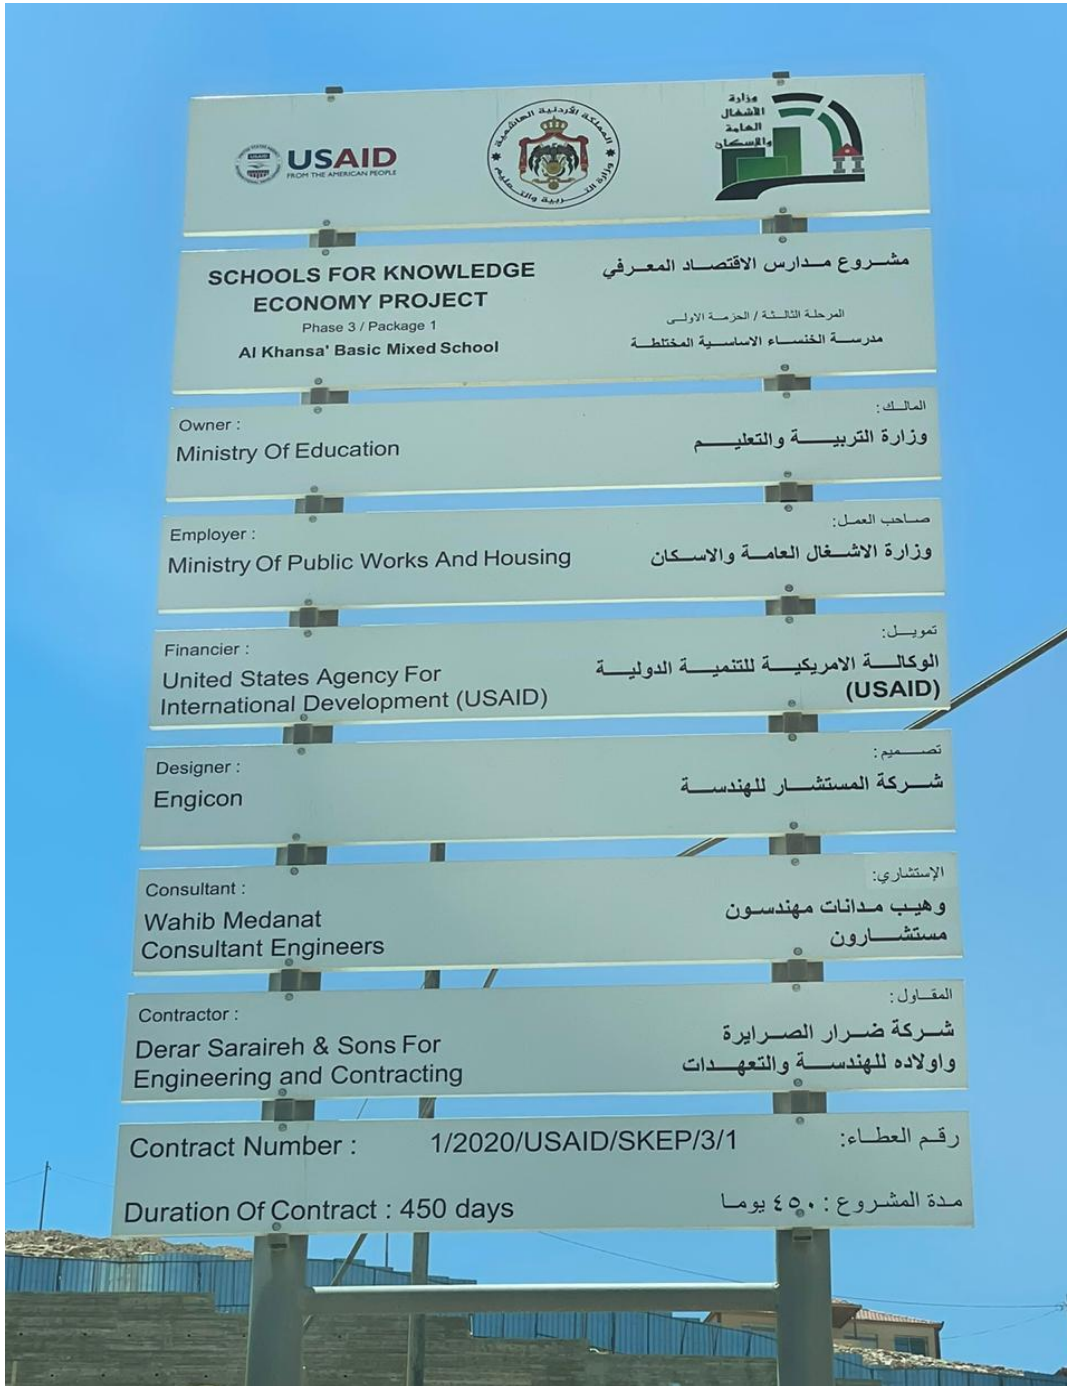 USAID
FROM THE AMERICAN PEOPLE
المملكة الأردنية الهاشمية
وزارة التربية والتعليم
وزارة
الأشغال
العامة
والإسكان
SCHOOLS FOR KNOWLEDGE
ECONOMY PROJECT
Phase 3 / Package 1
Al Khansa' Basic Mixed School
مشروع مدارس الاقتصاد المعرفي
المرحلة الثالثة / الحزمة الاولى
مدرسة الخنساء الاساسية المختلطة
Owner :
Ministry Of Education
المالك:
وزارة التربية والتعليم
Employer :
Ministry Of Public Works And Housing
صاحب العمل:
وزارة الاشغال العامة والاسكان
Financier :
United States Agency For
International Development (USAID)
تمويل:
الوكالة الامريكية للتنمية الدولية
(USAID)
Designer :
Engicon
تصميم:
شركة المستشار للهندسة
Consultant :
Wahib Medanat
Consultant Engineers
الإستشاري:
وهيب مدانات مهندسون
مستشارون
Contractor :
Derar Saraireh & Sons For
Engineering and Contracting
المقاول:
شركة ضرار الصرايرة
واولاده للهندسة والتعهدات
Contract Number : 1/2020/USAID/SKEP/3/1 رقم العطاء:
Duration Of Contract : 450 days
مدة المشروع : ٤٥٠ يوما